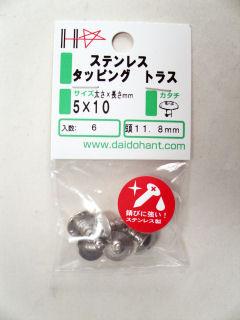 ステンレス
タッピング トラス
サイズ 太さ×長さmm
カタチ
5×10
入数: 6
頭11.8mm
www.daidohant.com
錆びに強い!
ステンレス製